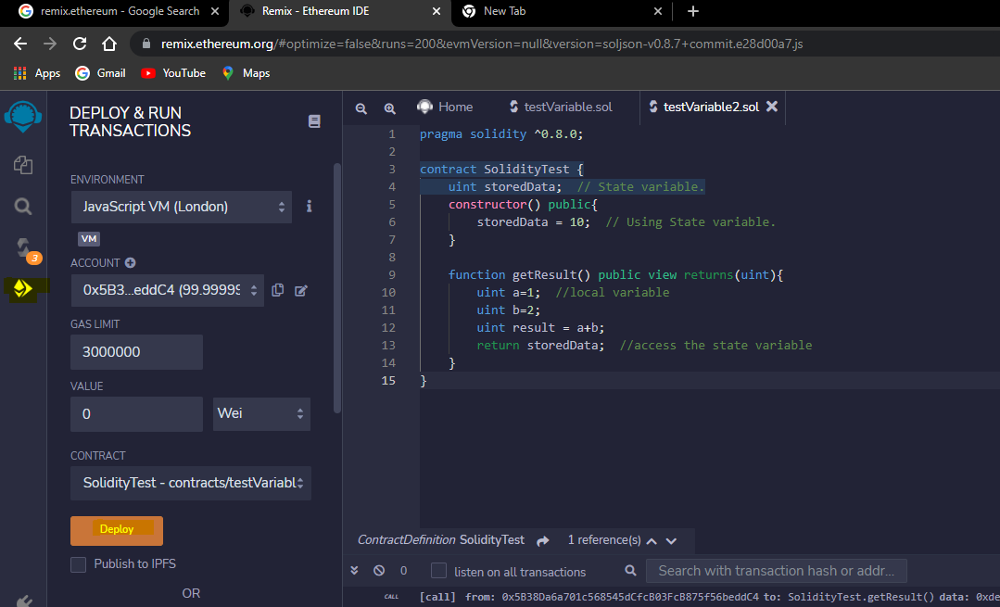 remix.ethereum - Google Search
Remix - Ethereum IDE
New Tab
remix.ethereum.org/#optimize=false&runs=200&evmVersion=null&version=soljson-v0.8.7+commit.e28d00a7.js
Apps
Gmail
YouTube
Maps
DEPLOY & RUN
TRANSACTIONS
ENVIRONMENT
JavaScript VM (London)
VM
ACCOUNT
0x5B3...eddC4 (99.99999
GAS LIMIT
3000000
VALUE
0
Wei
CONTRACT
SolidityTest - contracts/testVariabl
Deploy
Publish to IPFS
OR
3
Home
testVariable.sol
testVariable2.sol
1 pragma solidity ^0.8.0;
2
3 contract SolidityTest {
4 uint storedData; // State variable.
5 constructor() public{
6 storedData = 10; // Using State variable.
7 }
8
9 function getResult() public view returns(uint){
10 uint a=1; //local variable
11 uint b=2;
12 uint result = a+b;
13 return storedData; //access the state variable
14 }
15 }
ContractDefinition SolidityTest
1 reference(s)
0
listen on all transactions
Search with transaction hash or addr...
CALL
[call] from: 0x5B38Da6a701c568545dCfcB03FcB875f56beddC4 to: SolidityTest.getResult() data: 0xde